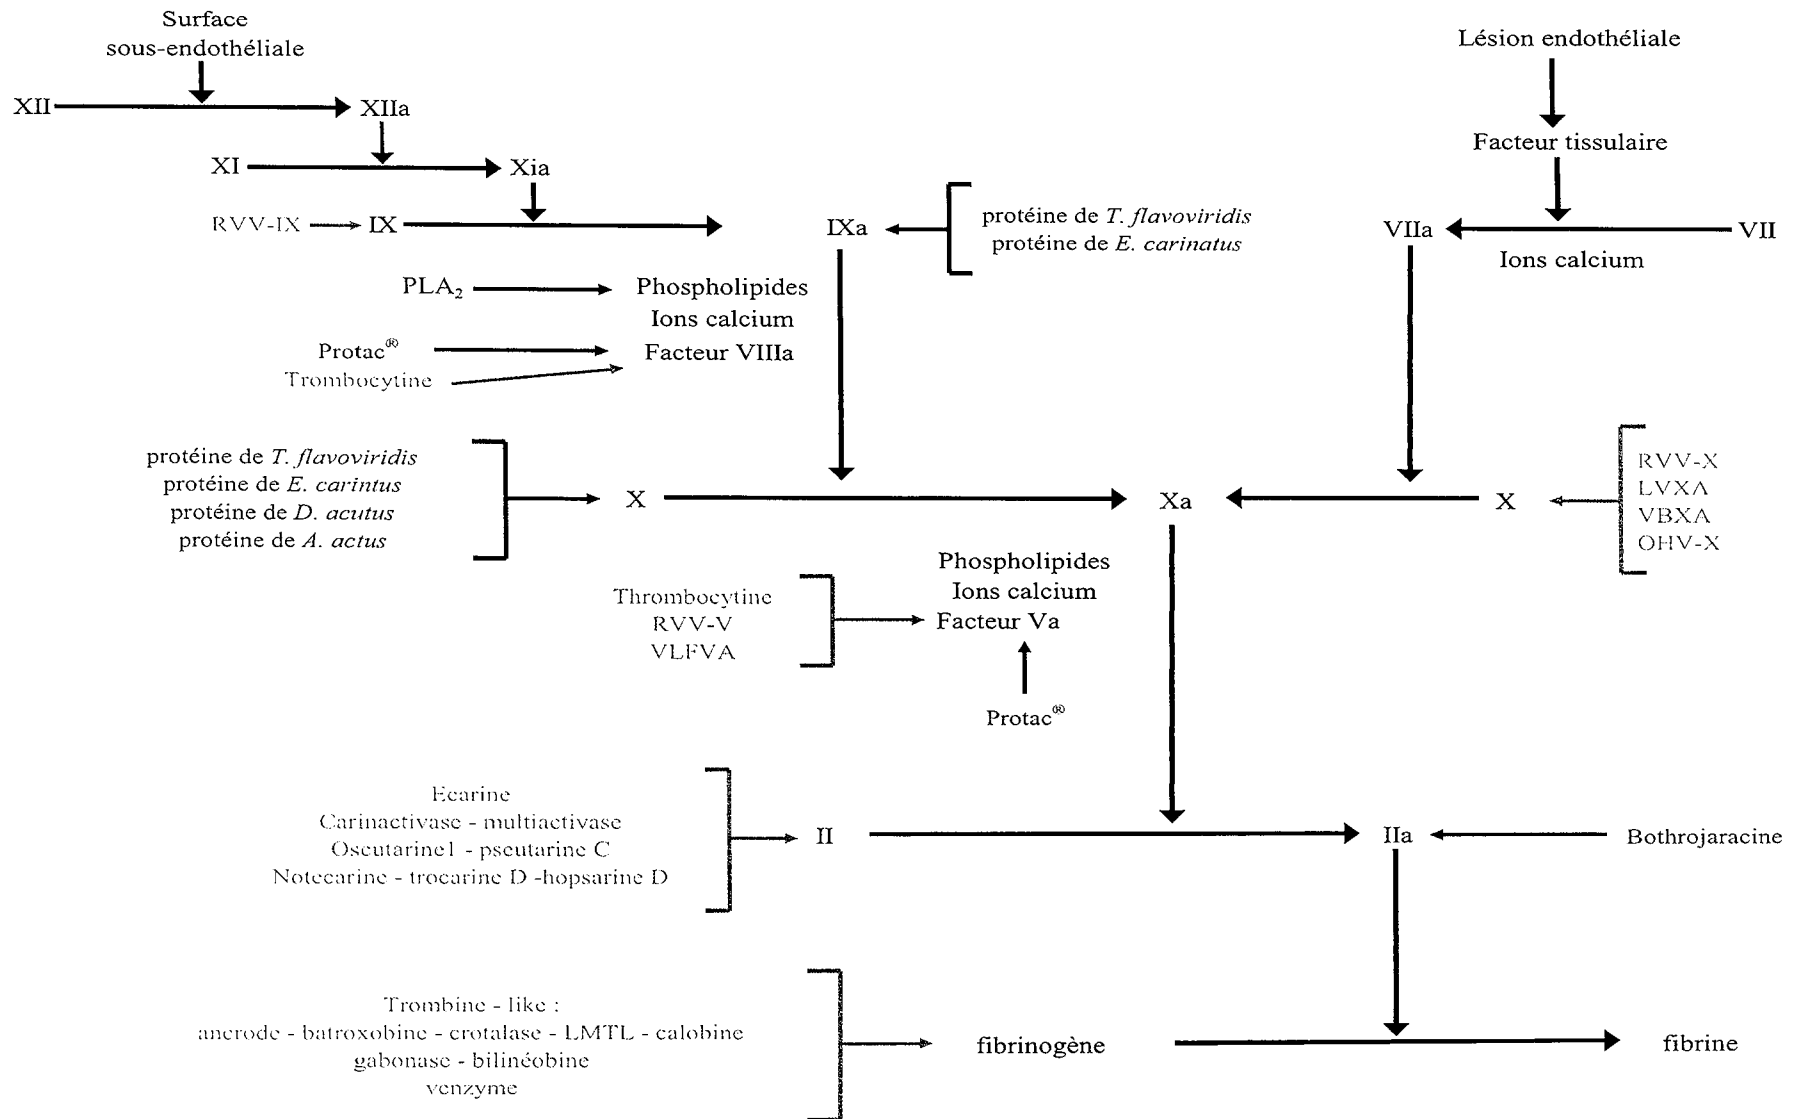 Surface
sous-endothéliale
Lésion endothéliale
XII
XIIa
Facteur tissulaire
XI
Xia
RVV-IX
IX
IXa
protéine de T. flavoviridis
protéine de E. carinatus
VIIa
VII
Ions calcium
PLA₂
Phospholipides
Ions calcium
Protac®
Facteur VIIIa
Trombocytine
protéine de T. flavoviridis
protéine de E. carintus
protéine de D. acutus
protéine de A. actus
X
Xa
X
RVV-X
LVXA
VBXA
OHV-X
Phospholipides
Ions calcium
Facteur Va
Thrombocytine
RVV-V
VLFVA
Protac®
Ecarine
Carinactivase - multiactivase
Oscutarine1 - pseutarine C
Notecarine - trocarine D -hopsarine D
II
IIa
Bothrojaracine
Trombine - like :
ancrode - batroxobine - crotalase - LMTL - calobine
gabonase - bilinéobine
venzyme
fibrinogène
fibrine